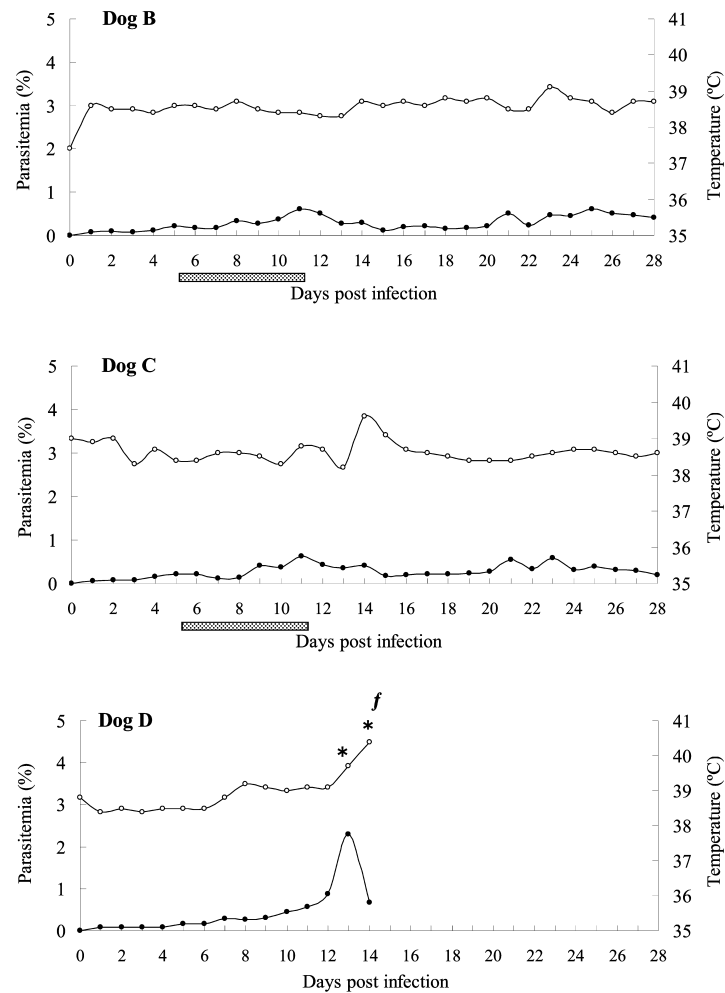 Dog B
5 4 3 2 1 0
Parasitemia (%)
41 40 39 38 37 36 35
Temperature (ºC)
0 2 4 6 8 10 12 14 16 18 20 22 24 26 28
Days post infection
Dog C
5 4 3 2 1 0
Parasitemia (%)
41 40 39 38 37 36 35
Temperature (ºC)
0 2 4 6 8 10 12 14 16 18 20 22 24 26 28
Days post infection
Dog D
f
* *
5 4 3 2 1 0
Parasitemia (%)
41 40 39 38 37 36 35
Temperature (ºC)
0 2 4 6 8 10 12 14 16 18 20 22 24 26 28
Days post infection